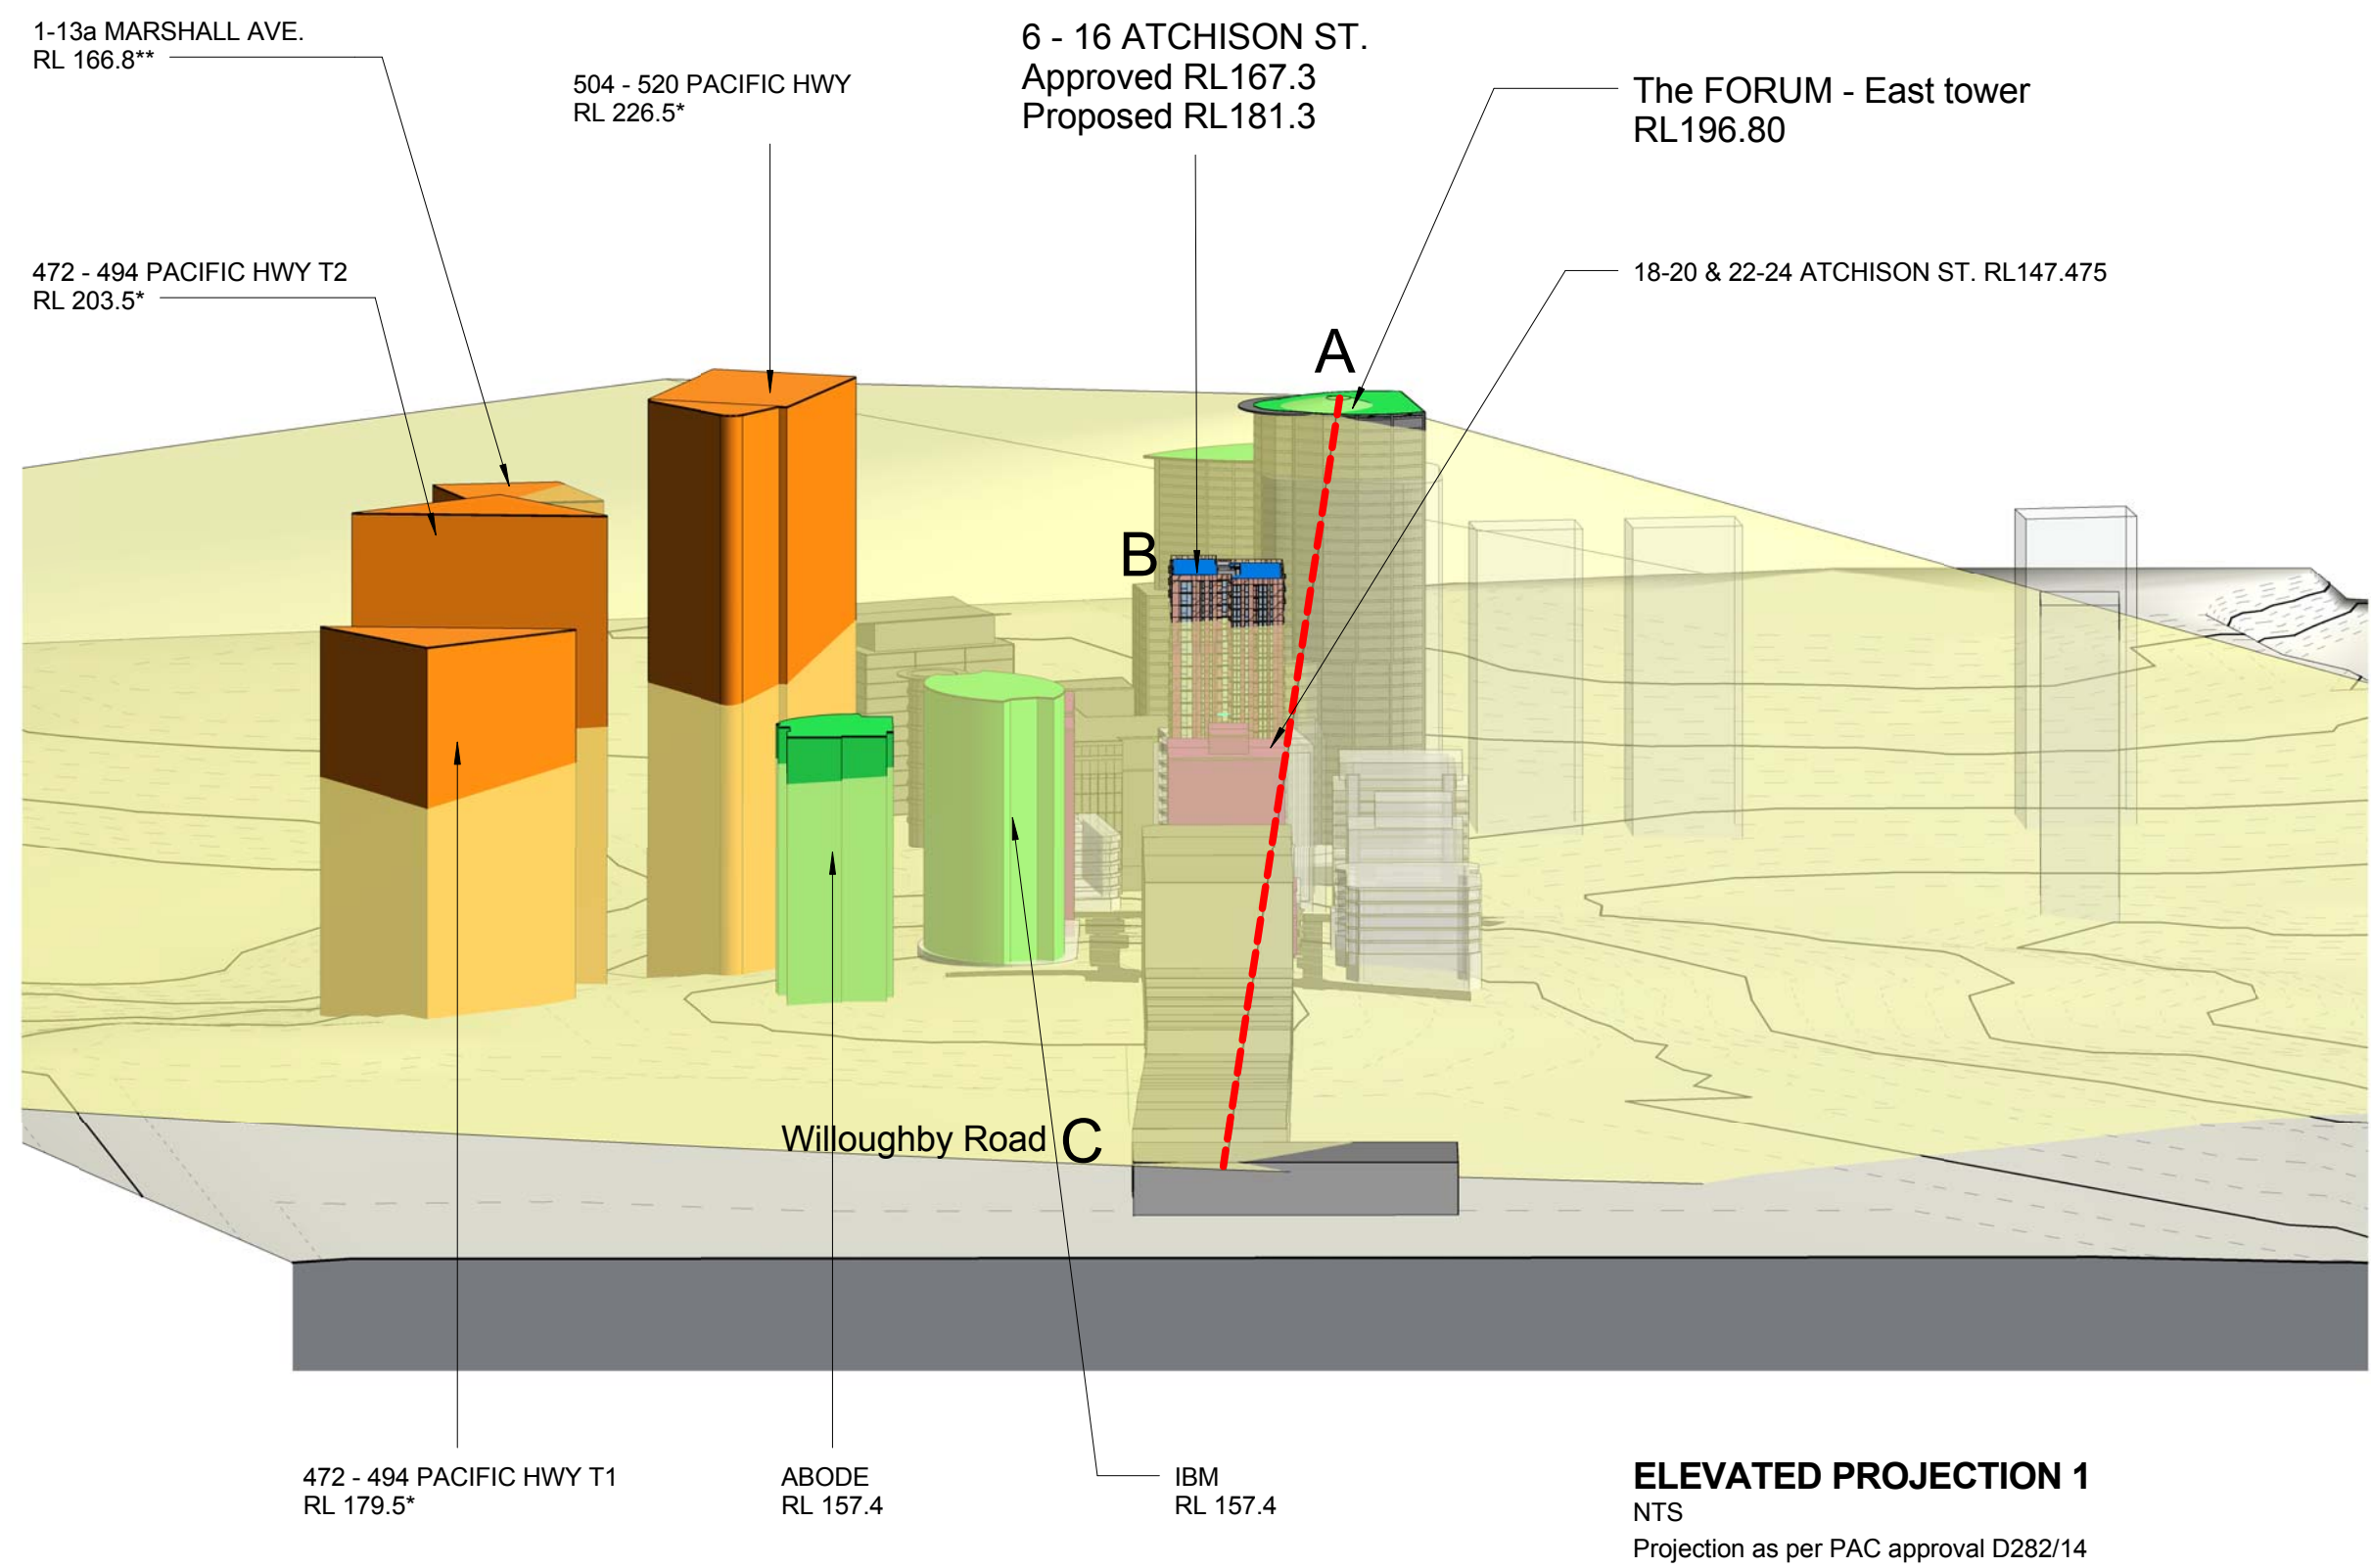 1-13a MARSHALL AVE.
RL 166.8**
504 - 520 PACIFIC HWY
RL 226.5*
6 - 16 ATCHISON ST.
Approved RL167.3
Proposed RL181.3
The FORUM - East tower
RL196.80
472 - 494 PACIFIC HWY T2
RL 203.5*
18-20 & 22-24 ATCHISON ST. RL147.475
A
B
Willoughby Road C
472 - 494 PACIFIC HWY T1
RL 179.5*
ABODE
RL 157.4
IBM
RL 157.4
ELEVATED PROJECTION 1
NTS
Projection as per PAC approval D282/14